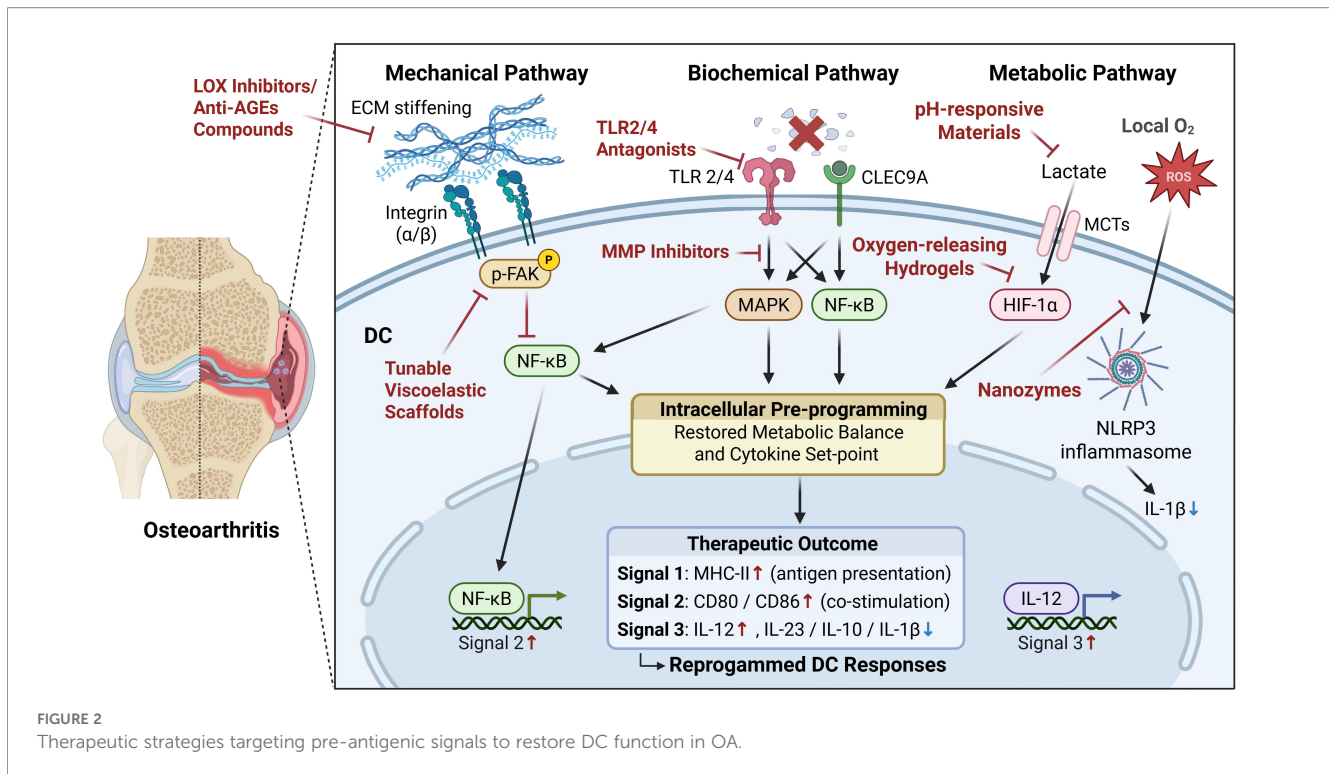 Mechanical Pathway
LOX Inhibitors/
Anti-AGEs
Compounds
ECM stiffening
Integrin
(α/β)
p-FAK
P
DC
NF-κB
Tunable
Viscoelastic
Scaffolds
Biochemical Pathway
TLR2/4
Antagonists
TLR 2/4
CLEC9A
MMP Inhibitors
MAPK
NF-κB
Metabolic Pathway
pH-responsive
Materials
Local O₂
ROS
Lactate
MCTs
Oxygen-releasing
Hydrogels
HIF-1α
Nanozymes
NLRP3
inflammasome
IL-1β↓
Intracellular Pre-programming
Restored Metabolic Balance
and Cytokine Set-point
Osteoarthritis
Therapeutic Outcome
Signal 1: MHC-II↑ (antigen presentation)
Signal 2: CD80 / CD86↑ (co-stimulation)
Signal 3: IL-12↑ , IL-23 / IL-10 / IL-1β↓
Reprogammed DC Responses
NF-κB
Signal 2↑
IL-12
Signal 3↑
FIGURE 2
Therapeutic strategies targeting pre-antigenic signals to restore DC function in OA.